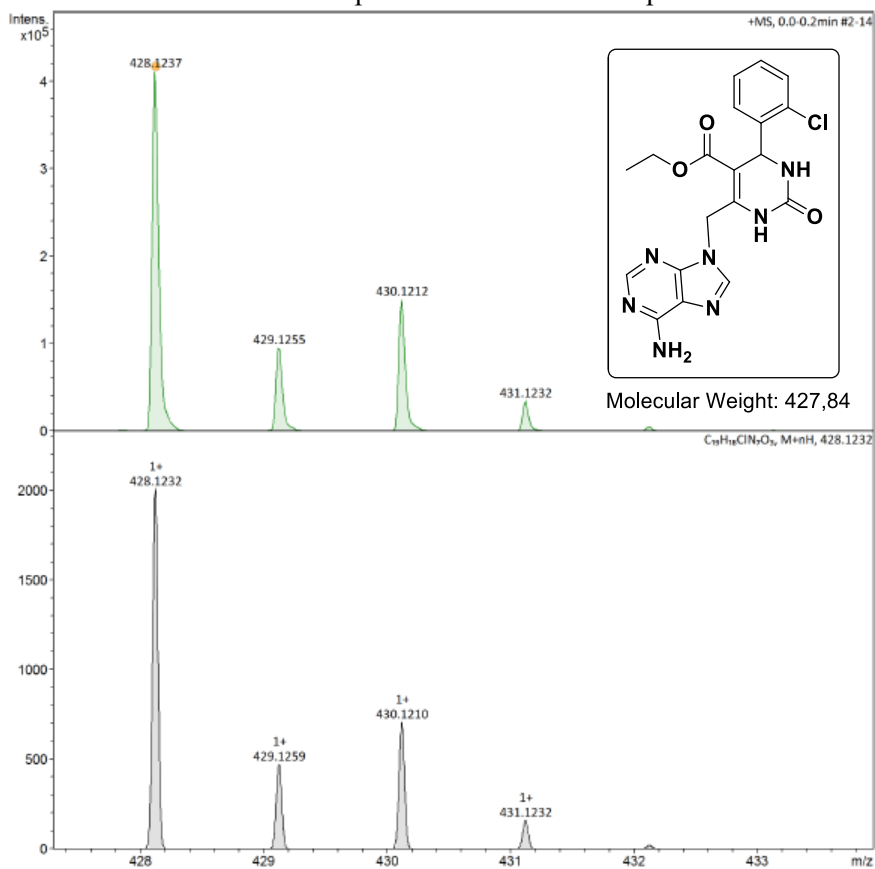 Intens.
x10⁵
+MS, 0.0-0.2min #2-14
428.1237
4
3
430.1212
2
429.1255
1
431.1232
0
Cl
O
O
NH
N
H
O
N
N
N
N
NH₂
Molecular Weight: 427,84
C₁₉H₁₈ClN₇O₃, M+nH, 428.1232
1+
428.1232
2000
1500
1000
1+
430.1210
1+
429.1259
500
1+
431.1232
0
428
429
430
431
432
433
m/z